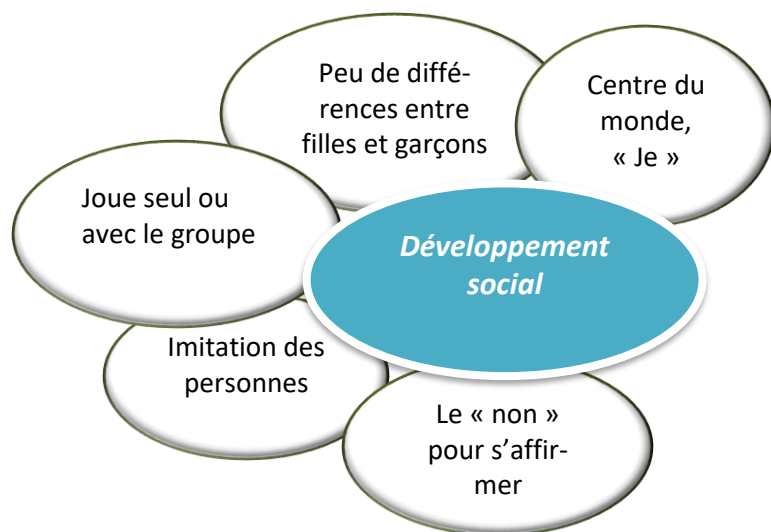 Peu de diffé-
rences entre
filles et garçons
Centre du
monde,
« Je »
Joue seul ou
avec le groupe
Développement
social
Imitation des
personnes
Le « non »
pour s’affir-
mer